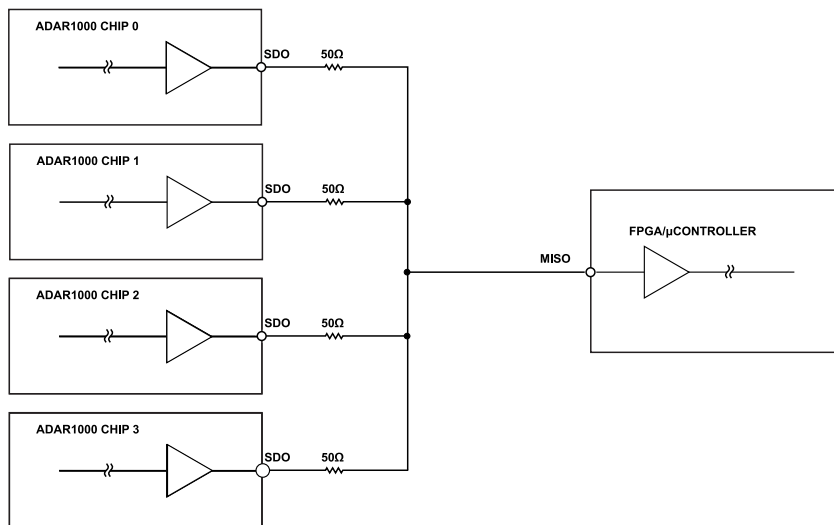 ADAR1000 CHIP 0
SDO
50Ω
ADAR1000 CHIP 1
SDO
50Ω
FPGA/µCONTROLLER
MISO
ADAR1000 CHIP 2
SDO
50Ω
ADAR1000 CHIP 3
SDO
50Ω